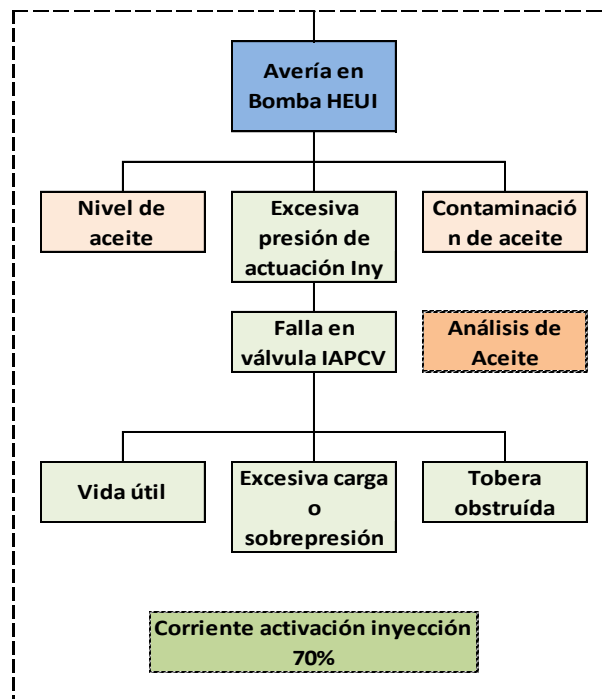 Avería en
Bomba HEUI
Nivel de
aceite
Excesiva
presión de
actuación Iny
Contaminació
n de aceite
Falla en
válvula IAPCV
Análisis de
Aceite
Vida útil
Excesiva carga
o
sobrepresión
Tobera
obstruída
Corriente activación inyección
70%